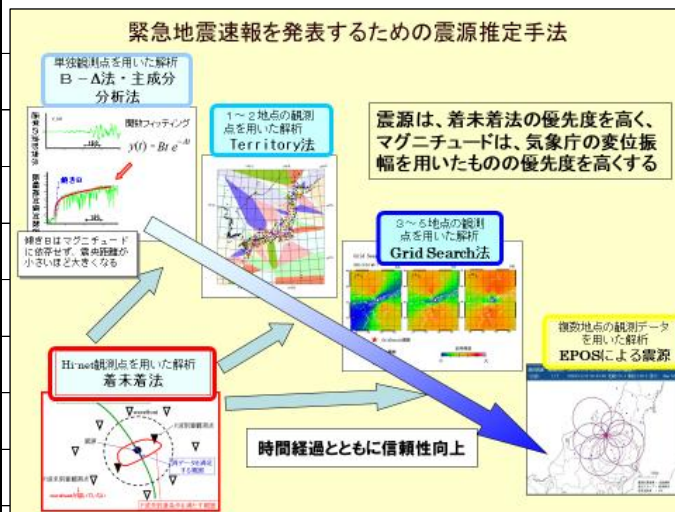 緊急地震速報を発表するための震源推定手法
単独観測点を用いた解析
B-Δ法・主成分
分析法
関数フィッティング
y(t) = Bt e^-At
傾きB
傾きBはマグニチュード
に依存せず、震央距離が
小さいほど大きくなる
1～2地点の観測
点を用いた解析
Territory法
震源は、着未着法の優先度を高く、
マグニチュードは、気象庁の変位振
幅を用いたものの優先度を高くする
3～5地点の観測
点を用いた解析
Grid Search法
複数地点の観測データ
を用いた解析
EPOSによる震源
Hi-net観測点を用いた解析
着未着法
震源
時間経過とともに信頼性向上